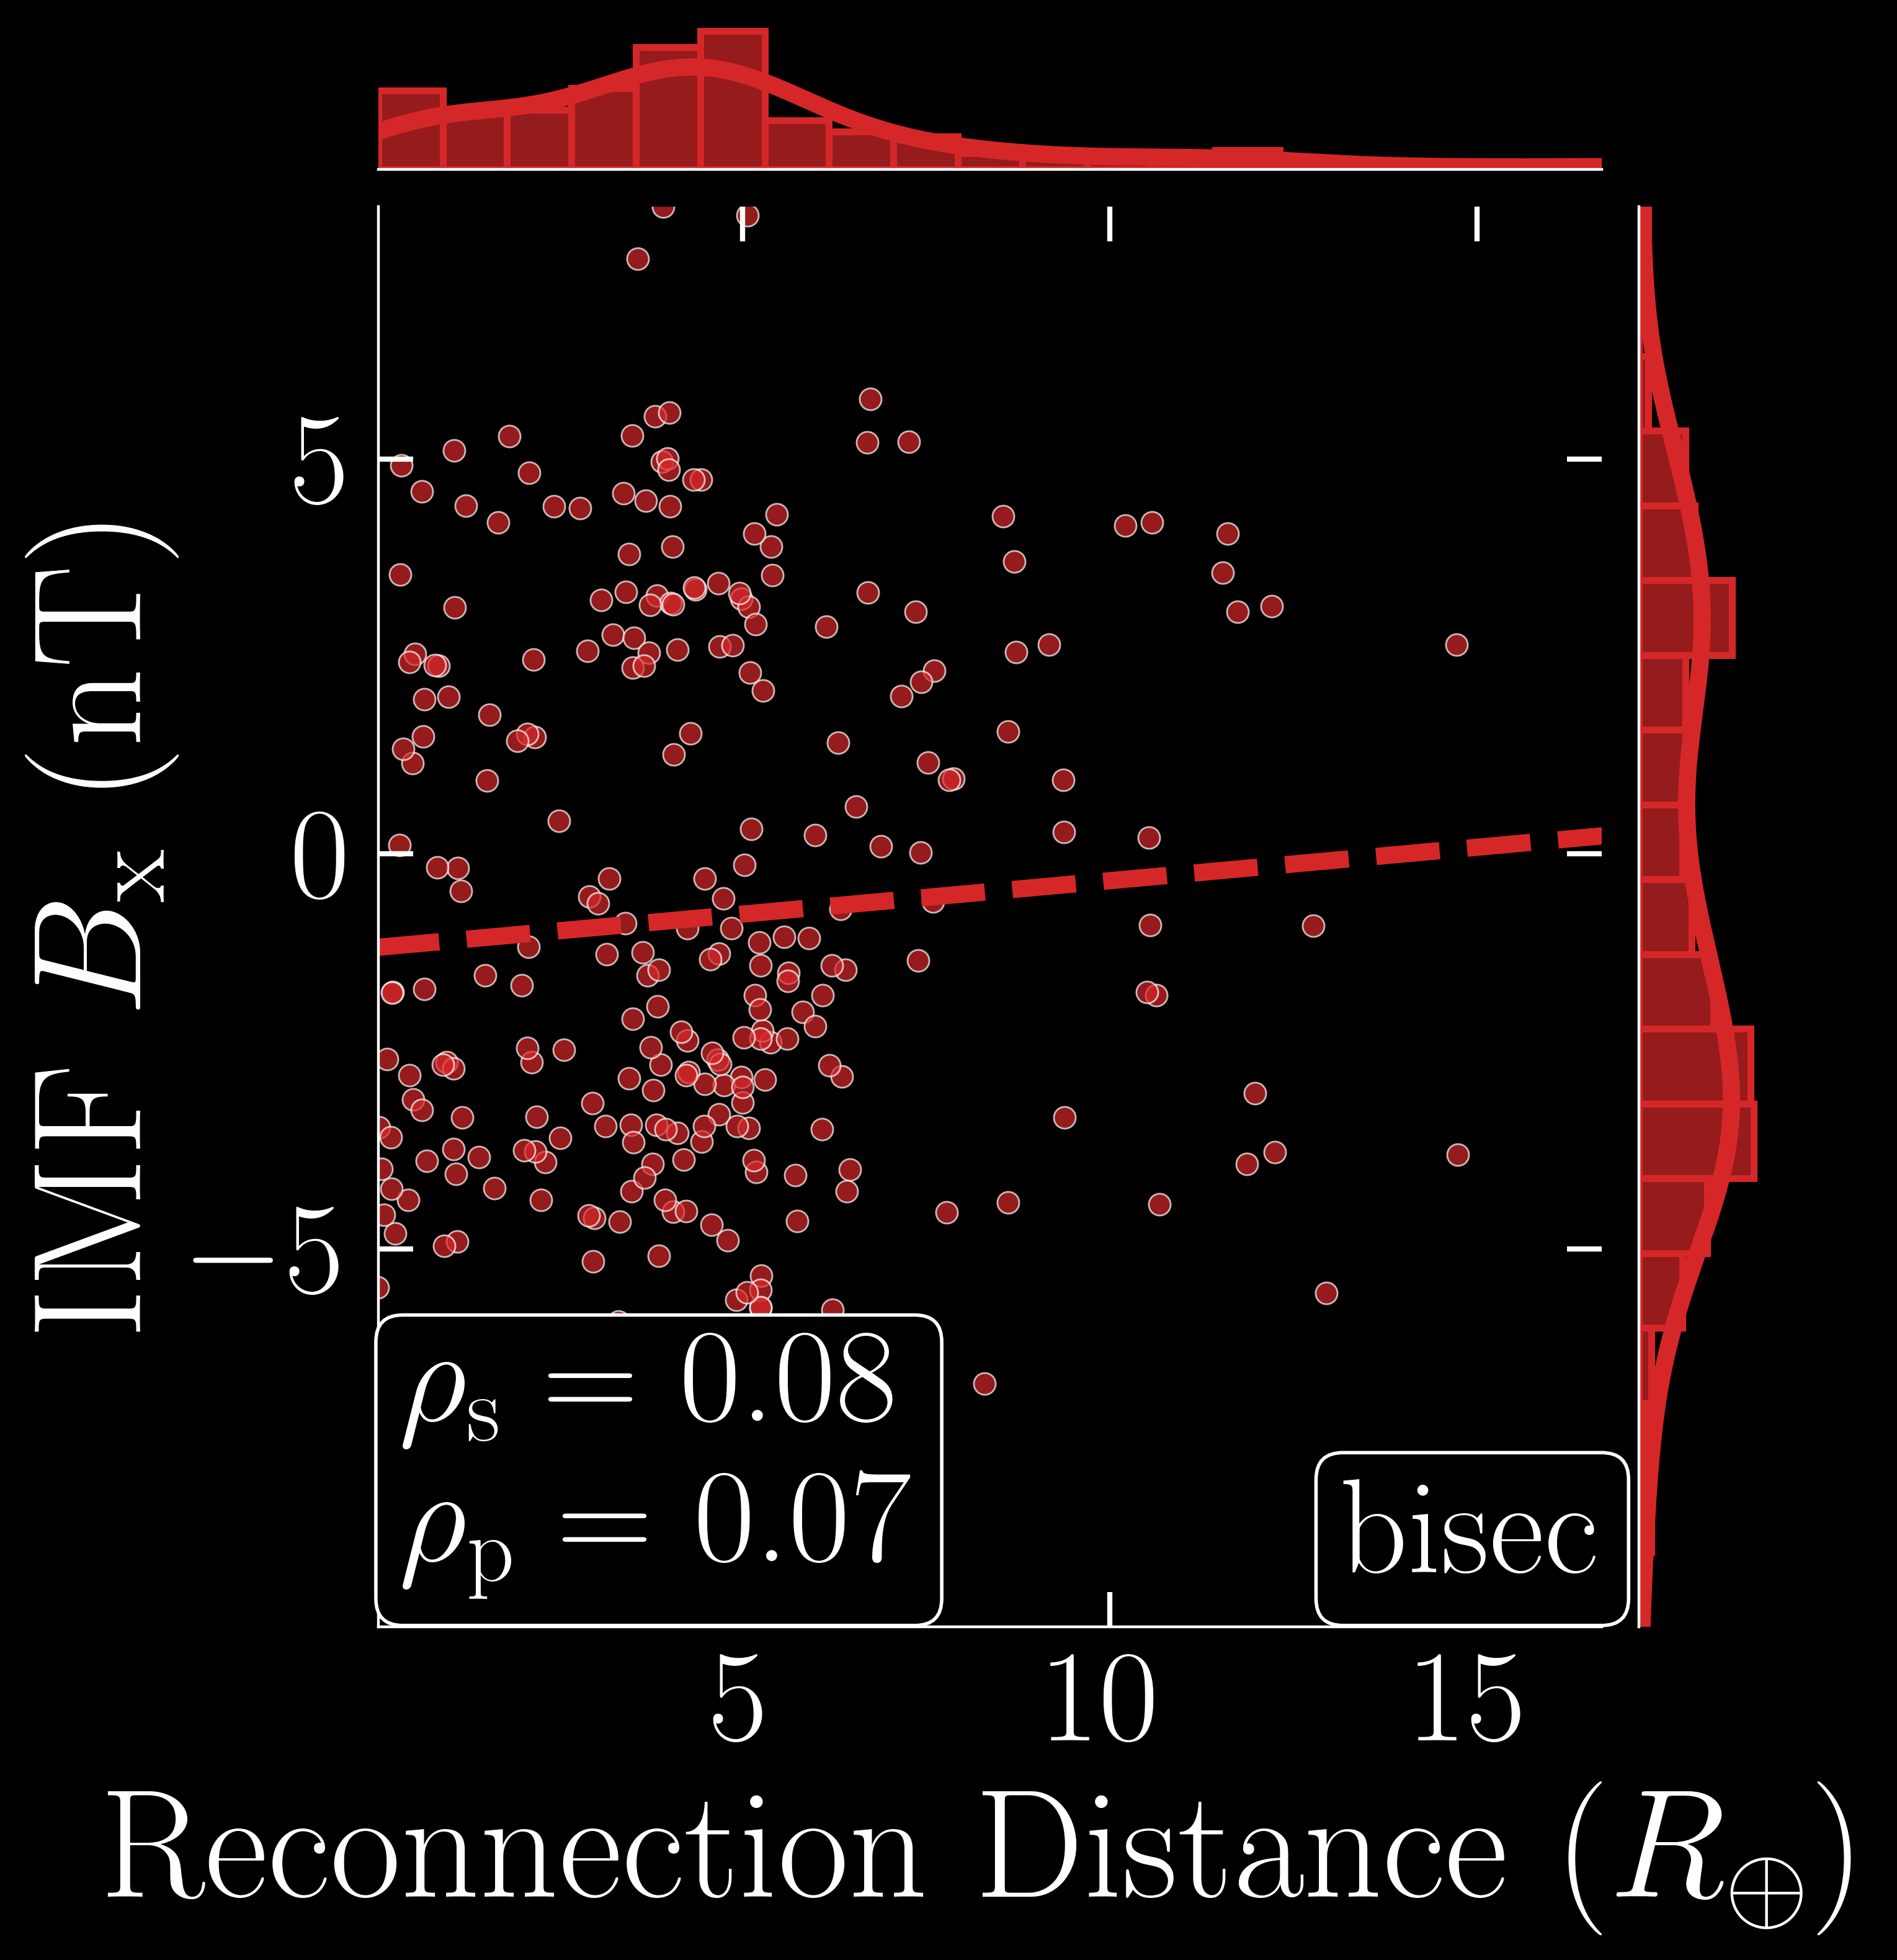 IMF Bₓ (nT)
5
0
−5
ρₛ = 0.08
ρₚ = 0.07
bisec
5 10 15
Reconnection Distance (R⊕)